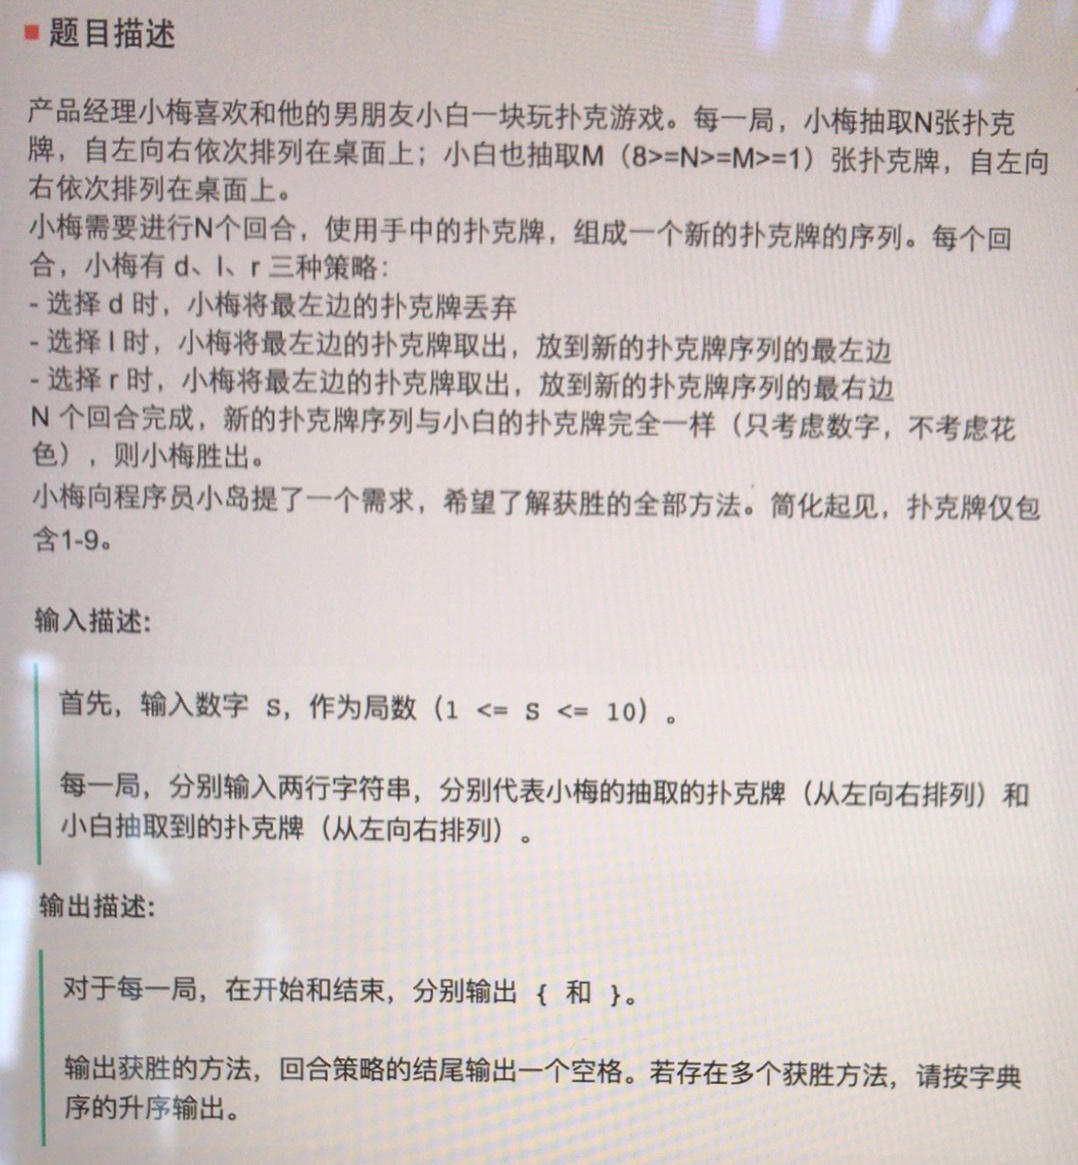 题目描述
产品经理小梅喜欢和他的男朋友小白一块玩扑克游戏。每一局，小梅抽取N张扑克
牌，自左向右依次排列在桌面上；小白也抽取M（8>=N>=M>=1）张扑克牌，自左向
右依次排列在桌面上。
小梅需要进行N个回合，使用手中的扑克牌，组成一个新的扑克牌的序列。每个回
合，小梅有 d、l、r 三种策略：
- 选择 d 时，小梅将最左边的扑克牌丢弃
- 选择 l 时，小梅将最左边的扑克牌取出，放到新的扑克牌序列的最左边
- 选择 r 时，小梅将最左边的扑克牌取出，放到新的扑克牌序列的最右边
N 个回合完成，新的扑克牌序列与小白的扑克牌完全一样（只考虑数字，不考虑花
色），则小梅胜出。
小梅向程序员小岛提了一个需求，希望了解获胜的全部方法。简化起见，扑克牌仅包
含1-9。
输入描述:
首先，输入数字 S，作为局数（1 <= S <= 10）。
每一局，分别输入两行字符串，分别代表小梅的抽取的扑克牌（从左向右排列）和
小白抽取到的扑克牌（从左向右排列）。
输出描述:
对于每一局，在开始和结束，分别输出 { 和 }。
输出获胜的方法，回合策略的结尾输出一个空格。若存在多个获胜方法，请按字典
序的升序输出。